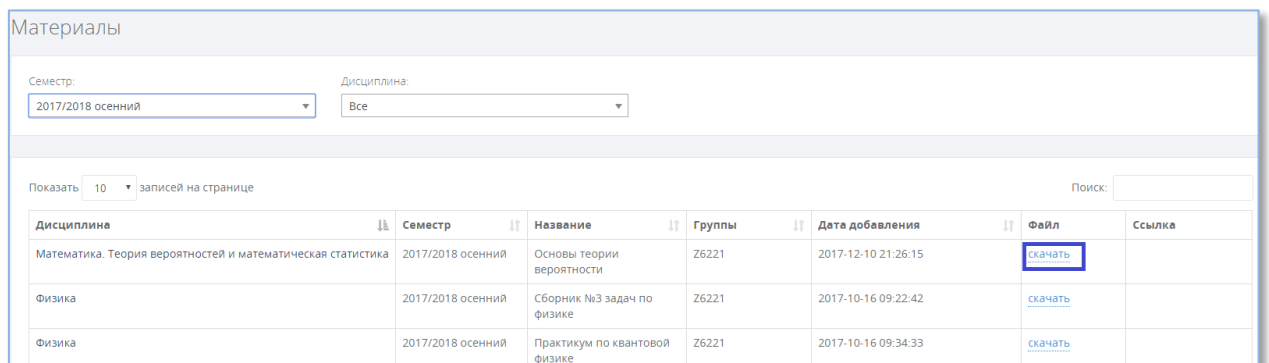 Материалы
Семестр: Дисциплина:
2017/2018 осенний Все
Показать 10 записей на странице Поиск:
Дисциплина Семестр Название Группы Дата добавления Файл Ссылка
Математика. Теория вероятностей и математическая статистика 2017/2018 осенний Основы теории Z6221 2017-12-10 21:26:15 скачать
вероятности
Физика 2017/2018 осенний Сборник №3 задач по Z6221 2017-10-16 09:22:42 скачать
физике
Физика 2017/2018 осенний Практикум по квантовой Z6221 2017-10-16 09:34:33 скачать
физике